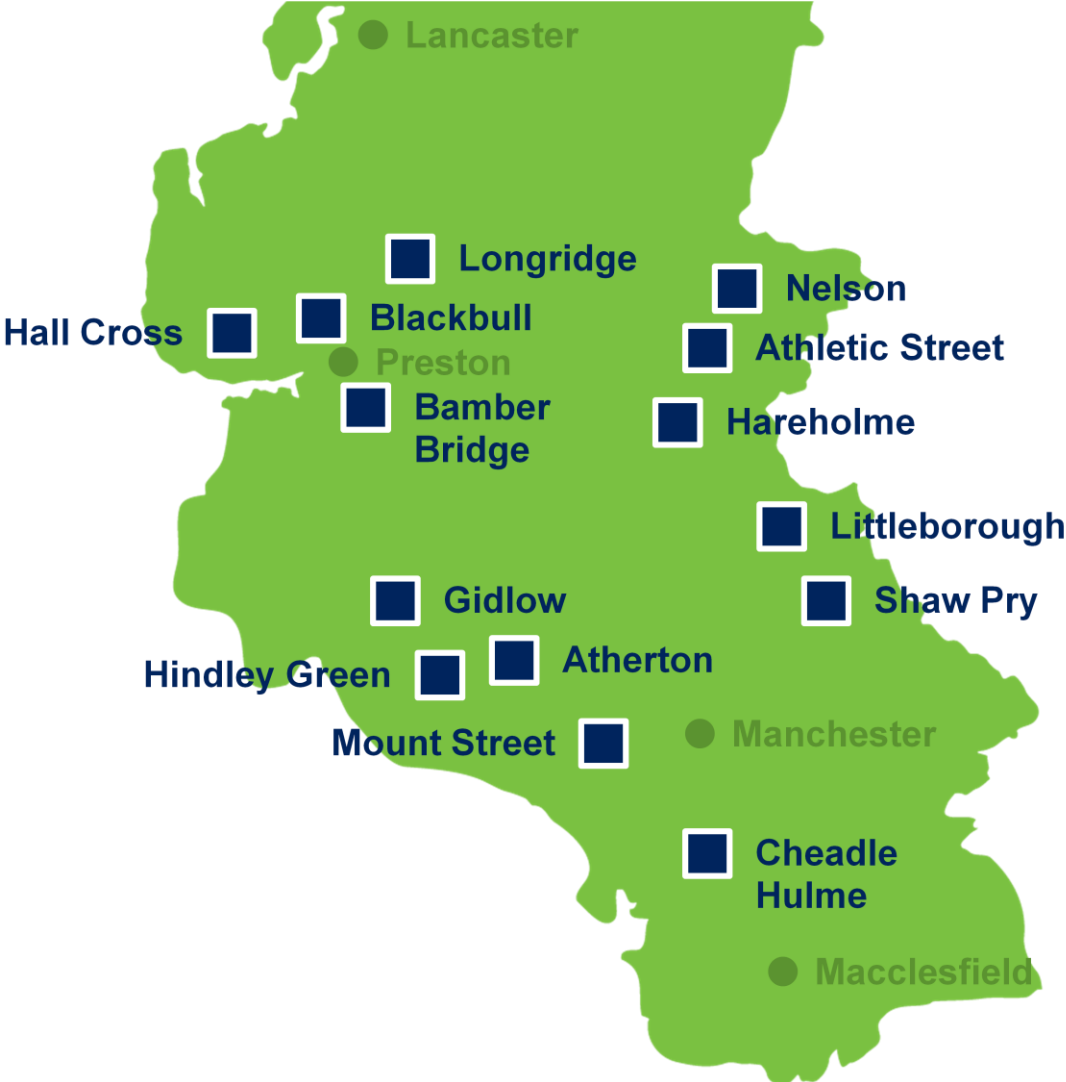 Lancaster
Longridge
Nelson
Blackbull
Hall Cross
Athletic Street
Preston
Bamber
Bridge
Hareholme
Littleborough
Gidlow
Shaw Pry
Atherton
Hindley Green
Manchester
Mount Street
Cheadle
Hulme
Macclesfield